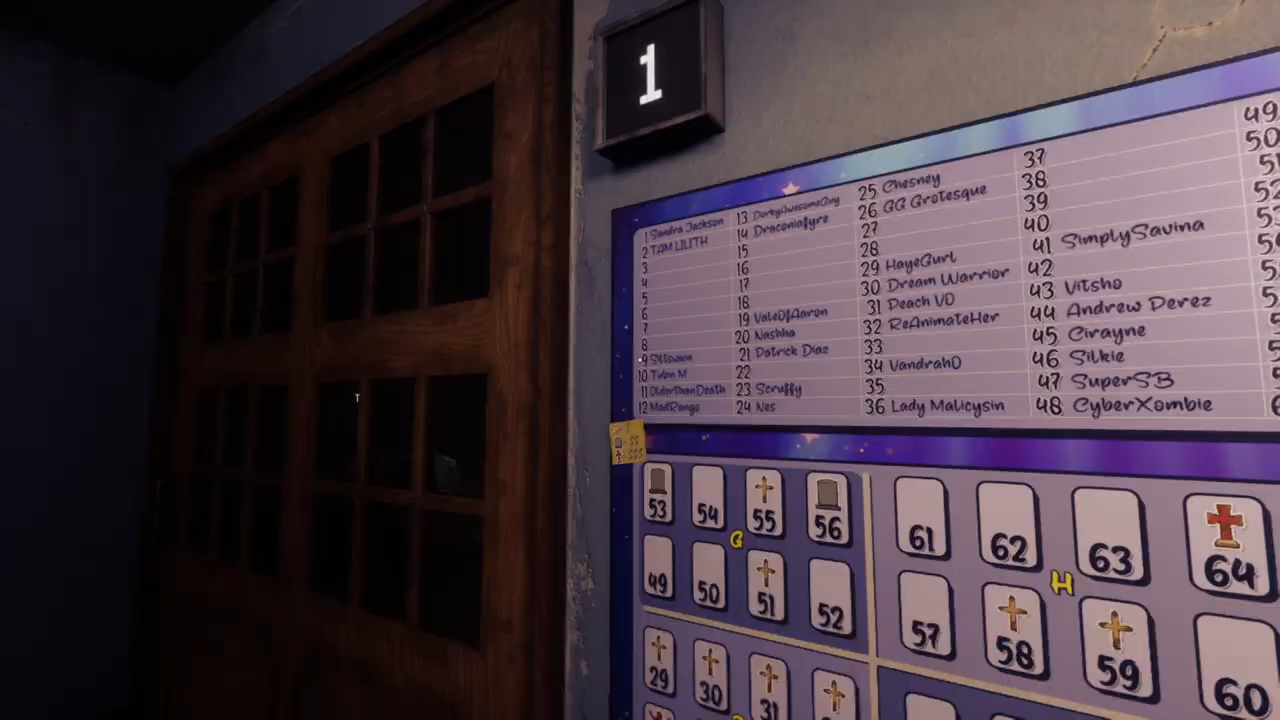 1
1 Sandra Jackson
2 TAM LILITH
3
4
5
6
7
8
9 Sltswain
10 Tulon M
11 OlderthanDeath
12 MadRango
13 DorkyAwesomeGuy
14 Draconiafyre
15
16
17
18
19 ValeOfAaron
20 Nashha
21 Patrick Diaz
22
23 Scruffy
24 Nes
25 Chesney
26 GG Grotesque
27
28
29 HayeGurl
30 Dream Warrior
31 Peach VO
32 ReAnimateHer
33
34 VandrahO
35
36 Lady Malicysin
37
38
39
40
41 SimplySavina
42
43 Vitsho
44 Andrew Perez
45 Cirayne
46 Silkie
47 SuperSB
48 CyberXombie
49
50
53 54 55 56
G
49 50 51 52
29 30 31
61 62 63 64
H
57 58 59 60